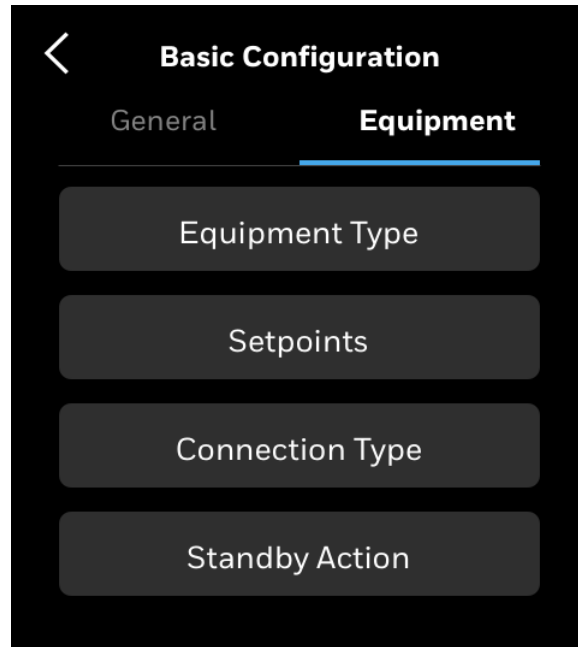 Basic Configuration
General Equipment
Equipment Type
Setpoints
Connection Type
Standby Action